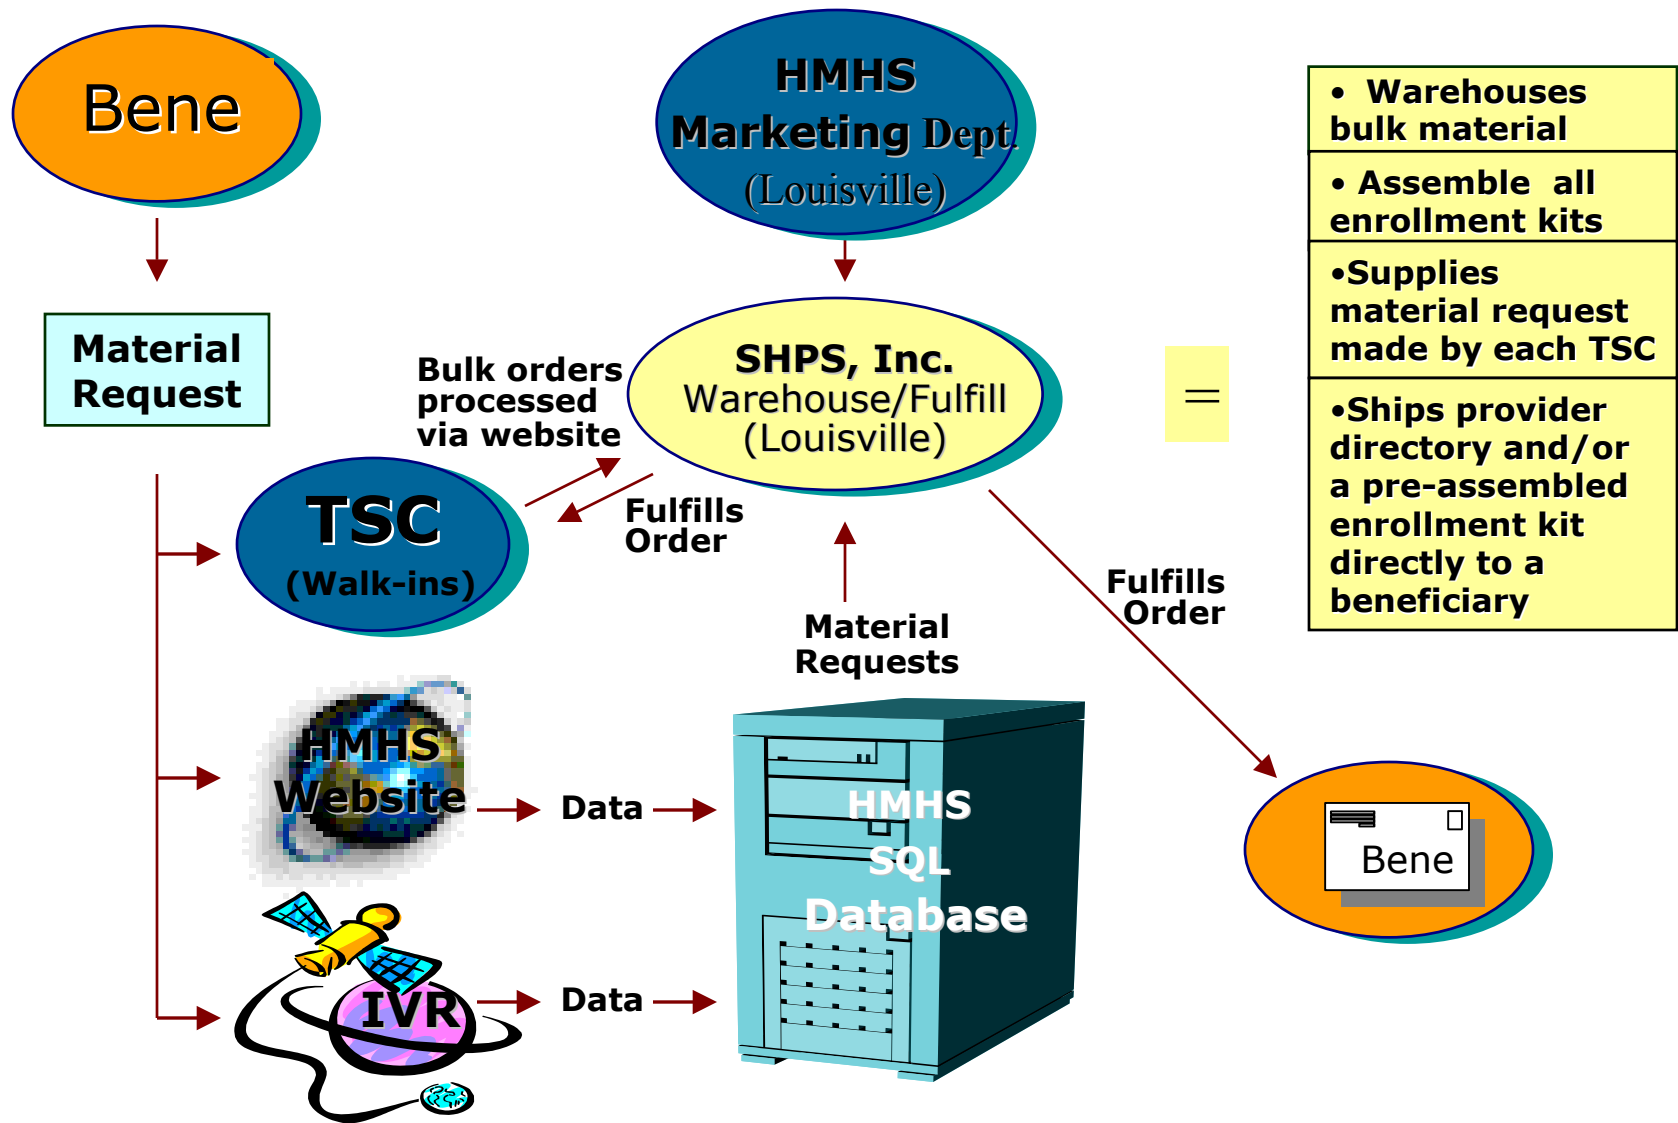 Bene
HMHS
Marketing Dept.
(Louisville)
• Warehouses
bulk material
• Assemble all
enrollment kits
•Supplies
material request
made by each TSC
•Ships provider
directory and/or
a pre-assembled
enrollment kit
directly to a
beneficiary
Material
Request
Bulk orders
processed
via website
SHPS, Inc.
Warehouse/Fulfill
(Louisville)
=
TSC
(Walk-ins)
Fulfills
Order
Fulfills
Order
Material
Requests
HMHS
Website
Data
HMHS
SQL
Database
Bene
IVR
Data